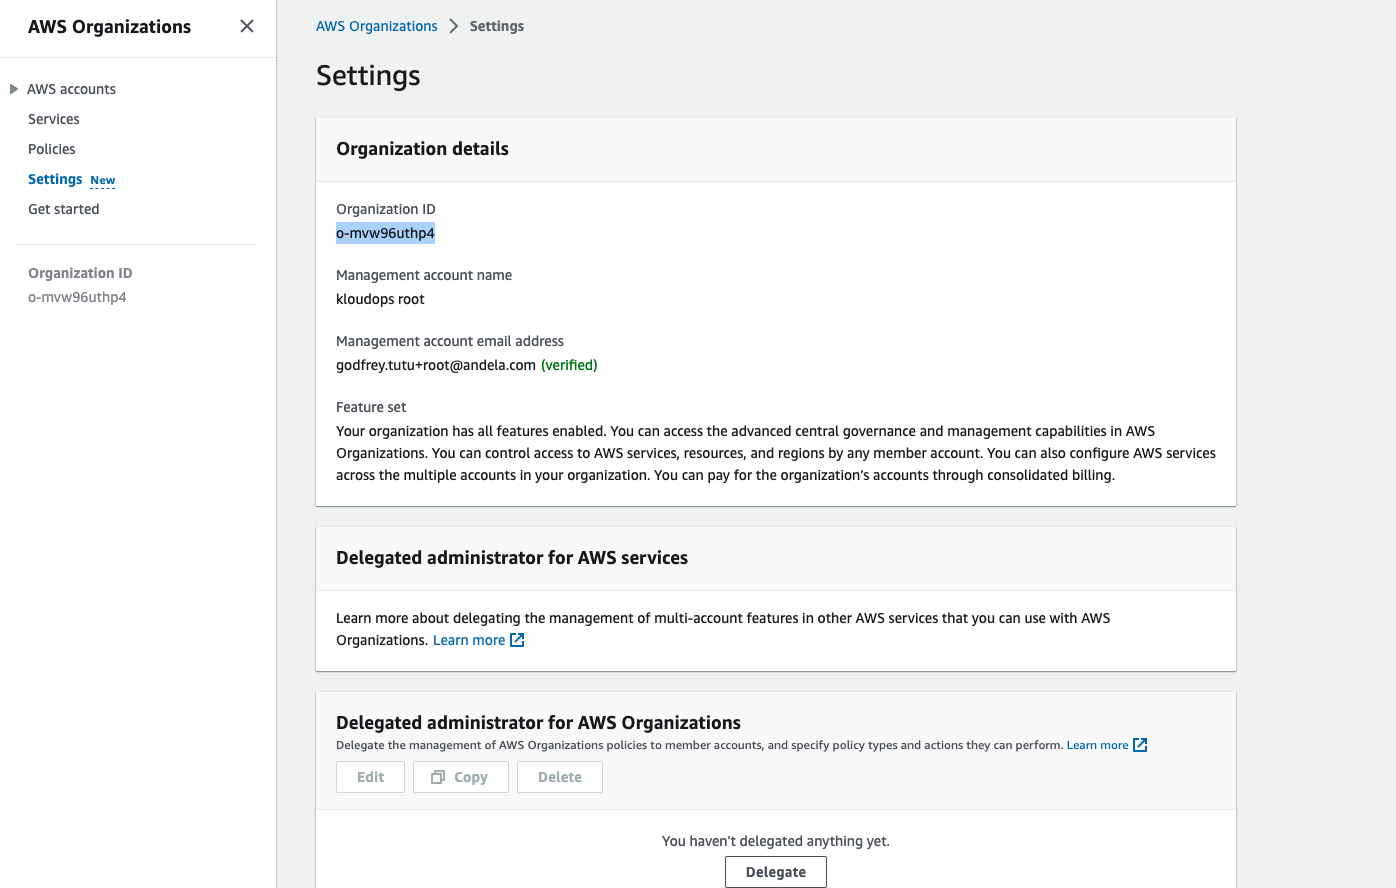 AWS Organizations
AWS accounts
Services
Policies
Settings New
Get started
Organization ID
o-mvw96uthp4
AWS Organizations
Settings
Settings
Organization details
Organization ID
o-mvw96uthp4
Management account name
kloudops root
Management account email address
godfrey.tutu+root@andela.com (verified)
Feature set
Your organization has all features enabled. You can access the advanced central governance and management capabilities in AWS
Organizations. You can control access to AWS services, resources, and regions by any member account. You can also configure AWS services
across the multiple accounts in your organization. You can pay for the organization’s accounts through consolidated billing.
Delegated administrator for AWS services
Learn more about delegating the management of multi-account features in other AWS services that you can use with AWS
Organizations. Learn more
Delegated administrator for AWS Organizations
Delegate the management of AWS Organizations policies to member accounts, and specify policy types and actions they can perform. Learn more
Edit Copy Delete
You haven't delegated anything yet.
Delegate